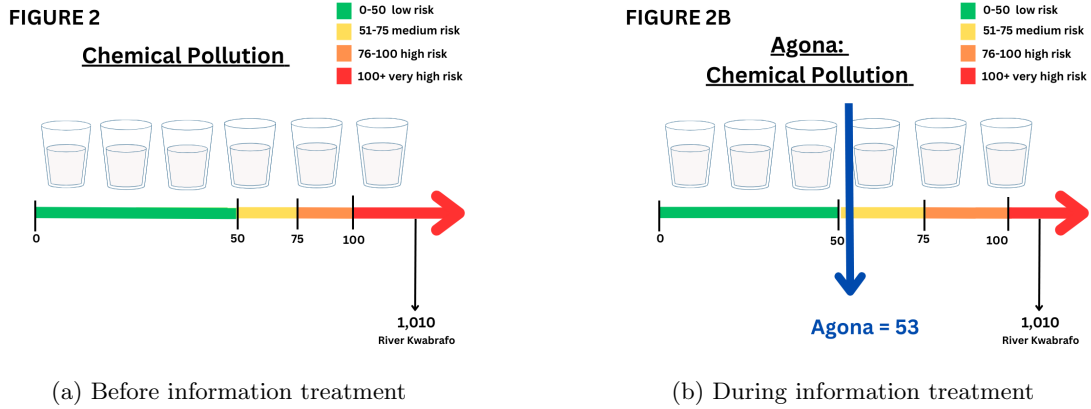 FIGURE 2
0-50 low risk
51-75 medium risk
76-100 high risk
100+ very high risk
Chemical Pollution
0
50
75
100
1,010
River Kwabrafo
(a) Before information treatment
FIGURE 2B
0-50 low risk
51-75 medium risk
76-100 high risk
100+ very high risk
Agona:
Chemical Pollution
0
50
75
100
Agona = 53
1,010
River Kwabrafo
(b) During information treatment